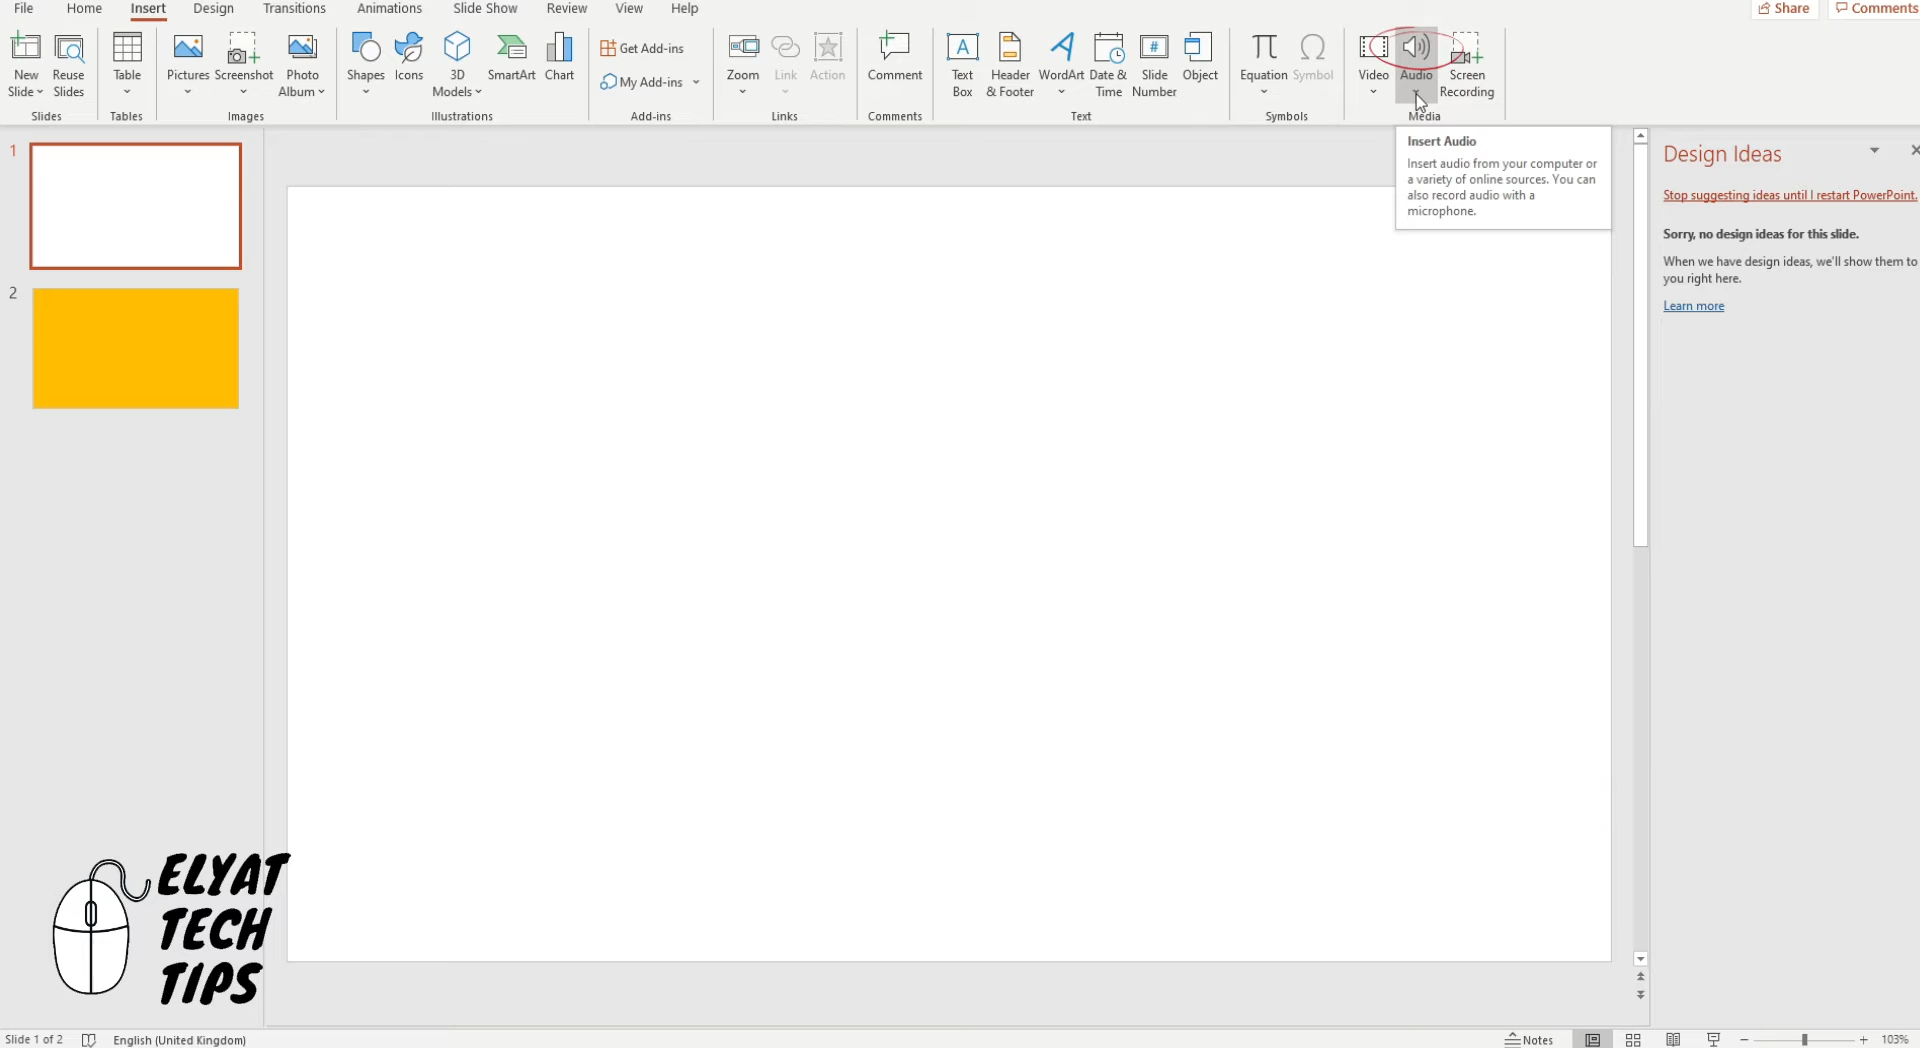 File Home Insert Design Transitions Animations Slide Show Review View Help Share Comments
New Slide
Reuse Slides
Slides
Table
Tables
Pictures
Screenshot
Photo Album
Images
Shapes
Icons
3D Models
SmartArt
Chart
Illustrations
Get Add-ins
My Add-ins
Add-ins
Zoom
Link
Action
Links
Comment
Comments
A
Text Box
Header & Footer
WordArt
Date & Time
#
Slide Number
Object
Text
π
Equation
Ω
Symbol
Symbols
Video
Audio
Screen Recording
Media
Insert Audio
Insert audio from your computer or
a variety of online sources. You can
also record audio with a
microphone.
1
2
Design Ideas
Stop suggesting ideas until I restart PowerPoint.
Sorry, no design ideas for this slide.
When we have design ideas, we'll show them to
you right here.
Learn more
ELYAT
TECH
TIPS
Slide 1 of 2 English (United Kingdom) Notes 103%